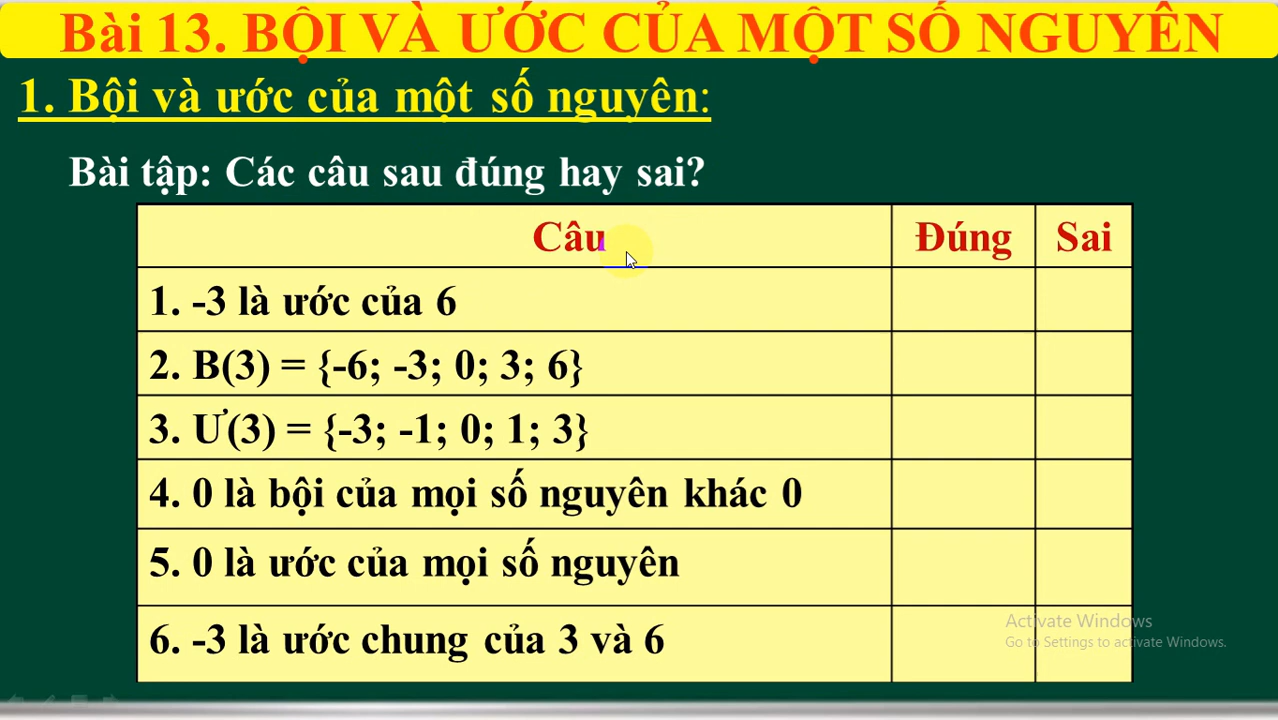 Bài 13. BỘI VÀ ƯỚC CỦA MỘT SỐ NGUYÊN
1. Bội và ước của một số nguyên:
Bài tập: Các câu sau đúng hay sai?
Câu Đúng Sai
1. -3 là ước của 6
2. B(3) = {-6; -3; 0; 3; 6}
3. Ư(3) = {-3; -1; 0; 1; 3}
4. 0 là bội của mọi số nguyên khác 0
5. 0 là ước của mọi số nguyên
6. -3 là ước chung của 3 và 6
Activate Windows
Go to Settings to activate Windows.